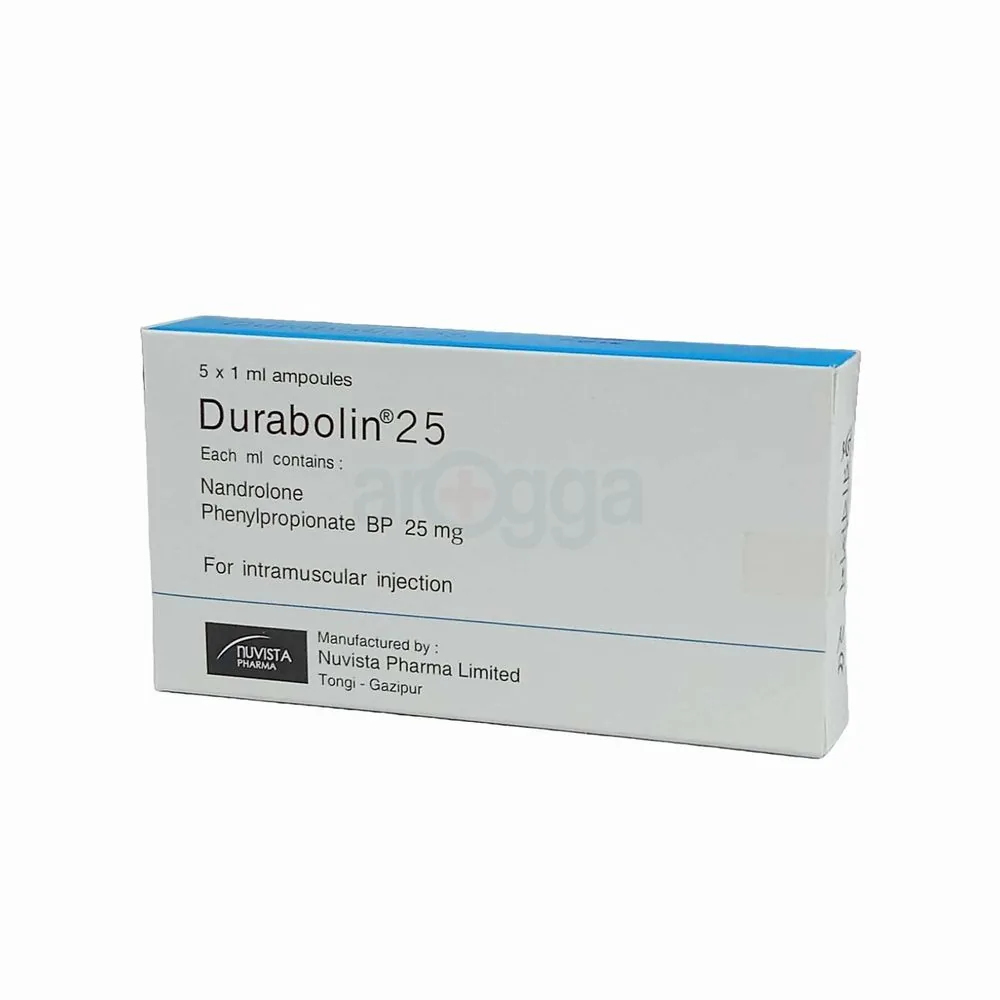 5 x 1 ml ampoules
Durabolin®25
Each ml contains :
Nandrolone
Phenylpropionate BP 25 mg
arogga
For intramuscular injection
NUVISTA
PHARMA
Manufactured by :
Nuvista Pharma Limited
Tongi - Gazipur